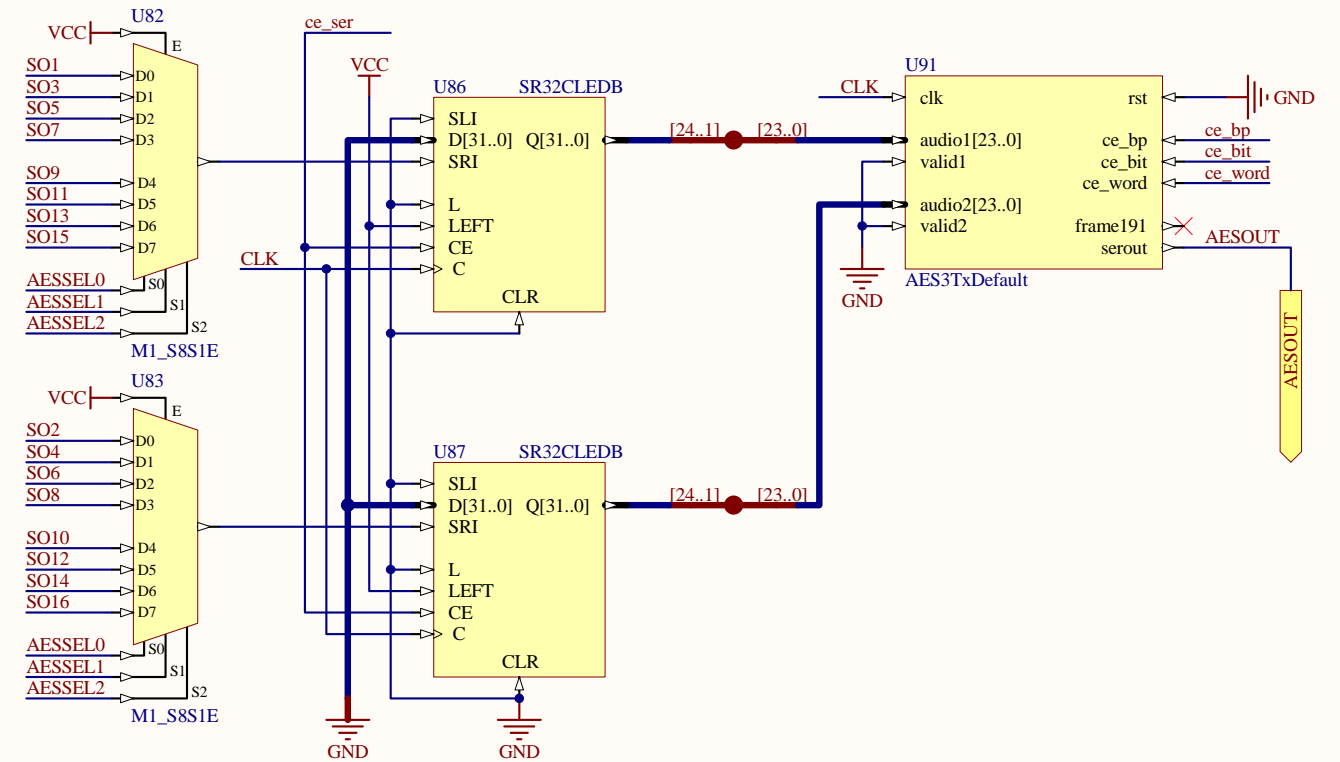 U82
VCC
E
SO1
D0
SO3
D1
SO5
D2
SO7
D3
SO9
D4
SO11
D5
SO13
D6
SO15
D7
AESSEL0
S0
AESSEL1
S1
AESSEL2
S2
M1_S8S1E
U83
VCC
E
SO2
D0
SO4
D1
SO6
D2
SO8
D3
SO10
D4
SO12
D5
SO14
D6
SO16
D7
AESSEL0
S0
AESSEL1
S1
AESSEL2
S2
M1_S8S1E
ce_ser
VCC
CLK
U86 SR32CLEDB
SLI
D[31..0] Q[31..0]
SRI
L
LEFT
CE
C
CLR
U87 SR32CLEDB
SLI
D[31..0] Q[31..0]
SRI
L
LEFT
CE
C
CLR
GND
GND
[24..1] [23..0]
[24..1] [23..0]
U91
CLK
clk rst
GND
audio1[23..0] ce_bp
ce_bp
valid1 ce_bit
ce_bit
ce_word
ce_word
audio2[23..0]
valid2 frame191
serout
AESOUT
AES3TxDefault
GND
AESOUT